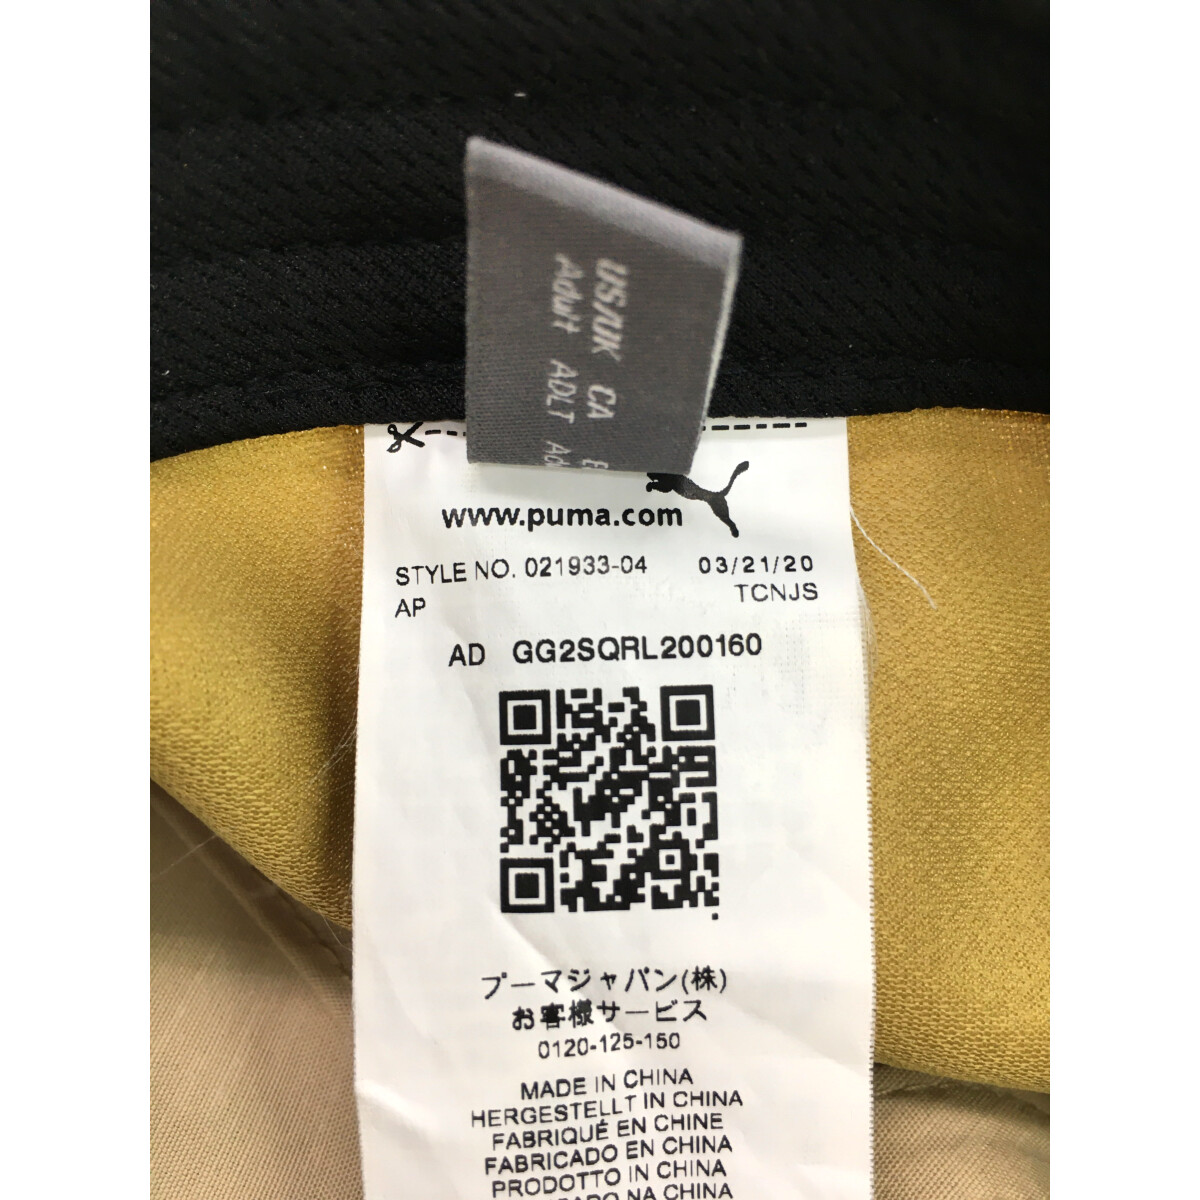 US/UK CA
Adult ADLT
www.puma.com
STYLE NO. 021933-04 03/21/20
AP TCNJS
AD GG2SQRL200160
プーマジャパン(株)
お客様サービス
0120-125-150
MADE IN CHINA
HERGESTELLT IN CHINA
FABRIQUÉ EN CHINE
FABRICADO EN CHINA
PRODOTTO IN CHINA
NA CHINA